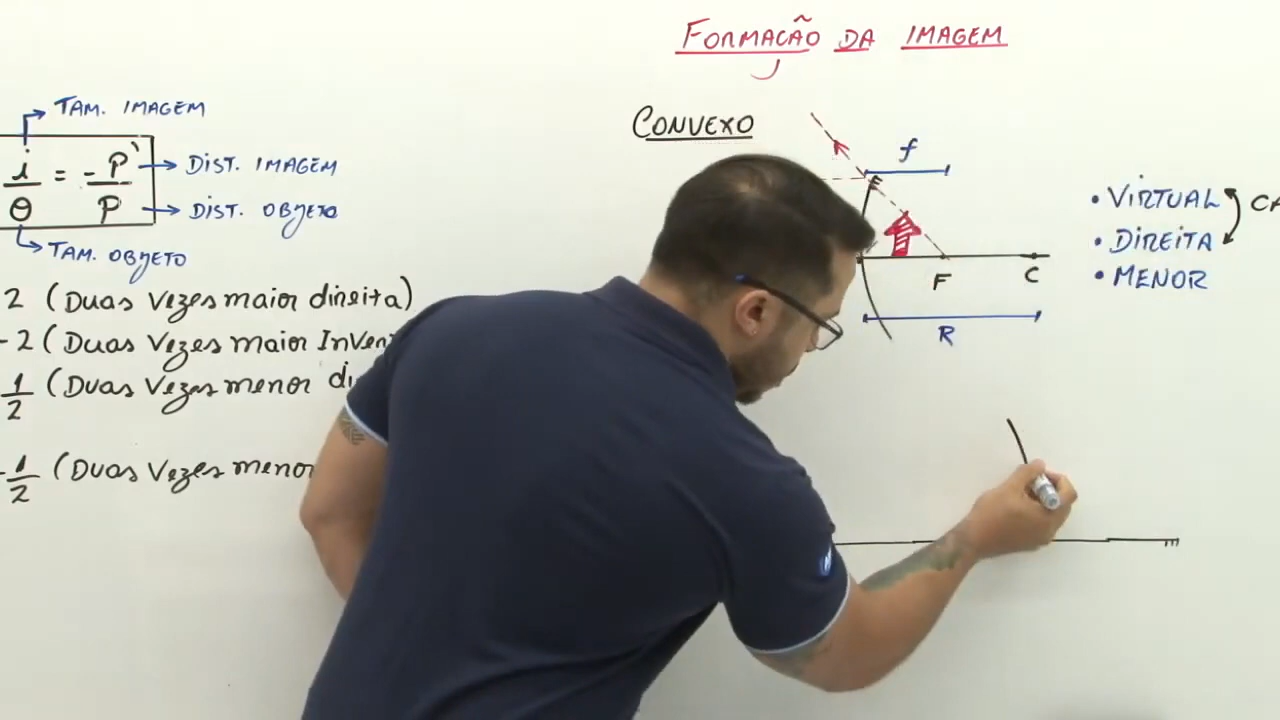 FORMAÇÃO DA IMAGEM
TAM. IMAGEM
i/θ = -P'/P
DIST. IMAGEM
DIST. OBJETO
TAM. OBJETO
2 (Duas Vezes maior direita)
-2 (Duas Vezes maior
1/2 (Duas Vezes menor
-1/2 (Duas Vezes menor
CONVEXO
f
E
F
C
R
• VIRTUAL
• DIREITA
• MENOR